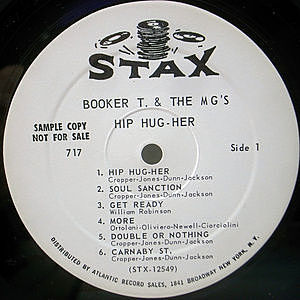 STAX
BOOKER T. & THE MG'S
HIP HUG-HER
SAMPLE COPY
NOT FOR SALE
717
Side 1
1. HIP HUG-HER
Cropper-Jones-Dunn-Jackson
2. SOUL SANCTION
Cropper-Jones-Dunn-Jackson
3. GET READY
William Robinson
4. MORE
Ortolani-Oliviero-Newell-Ciorciolini
5. DOUBLE OR NOTHING
Cropper-Jones-Dunn-Jackson
6. CARNABY ST.
Cropper-Jones-Dunn-Jackson
(STX-12549)
DISTRIBUTED BY ATLANTIC RECORD SALES, 1841 BROADWAY NEW YORK, N. Y.